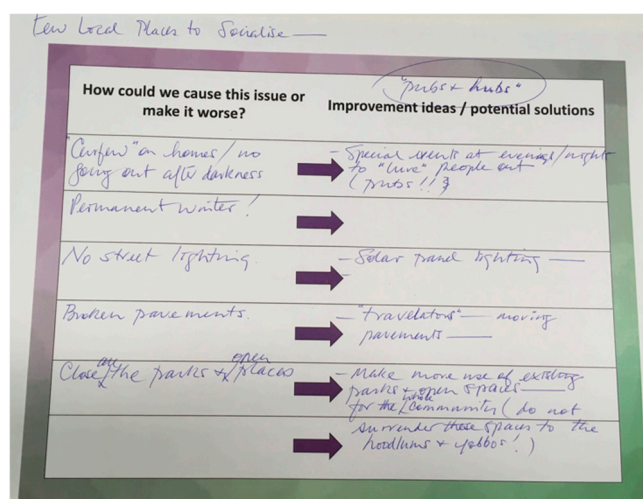 Few Local Places to Socialise —
"pubs + hubs"
How could we cause this issue or
make it worse?
Improvement ideas / potential solutions
"Curfew" on homes / no
going out after darkness
- Special events at evenings/nights
to "lure" people out
(pubs!!)
Permanent Winter!
No street lighting.
- Solar panel lighting —
Broken pavements.
- "travelators" — moving
pavements —
Close all the parks + open places
- Make more use of existing
parks + open spaces —
for the whole community (do not
surrender these spaces to the
hoodlums + yobbos!)